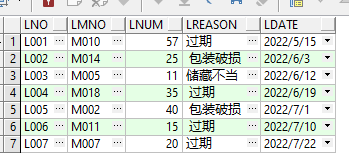 LNO LMNO LNUM LREASON LDATE
1 L001 ··· M010 ··· 57 过期 ··· 2022/5/15
2 L002 ··· M014 ··· 25 包装破损 ··· 2022/6/3
3 L003 ··· M005 ··· 11 储藏不当 ··· 2022/6/12
4 L004 ··· M018 ··· 35 过期 ··· 2022/6/19
5 L005 ··· M002 ··· 40 包装破损 ··· 2022/7/1
6 L006 ··· M011 ··· 15 过期 ··· 2022/7/10
7 L007 ··· M007 ··· 20 过期 ··· 2022/7/22